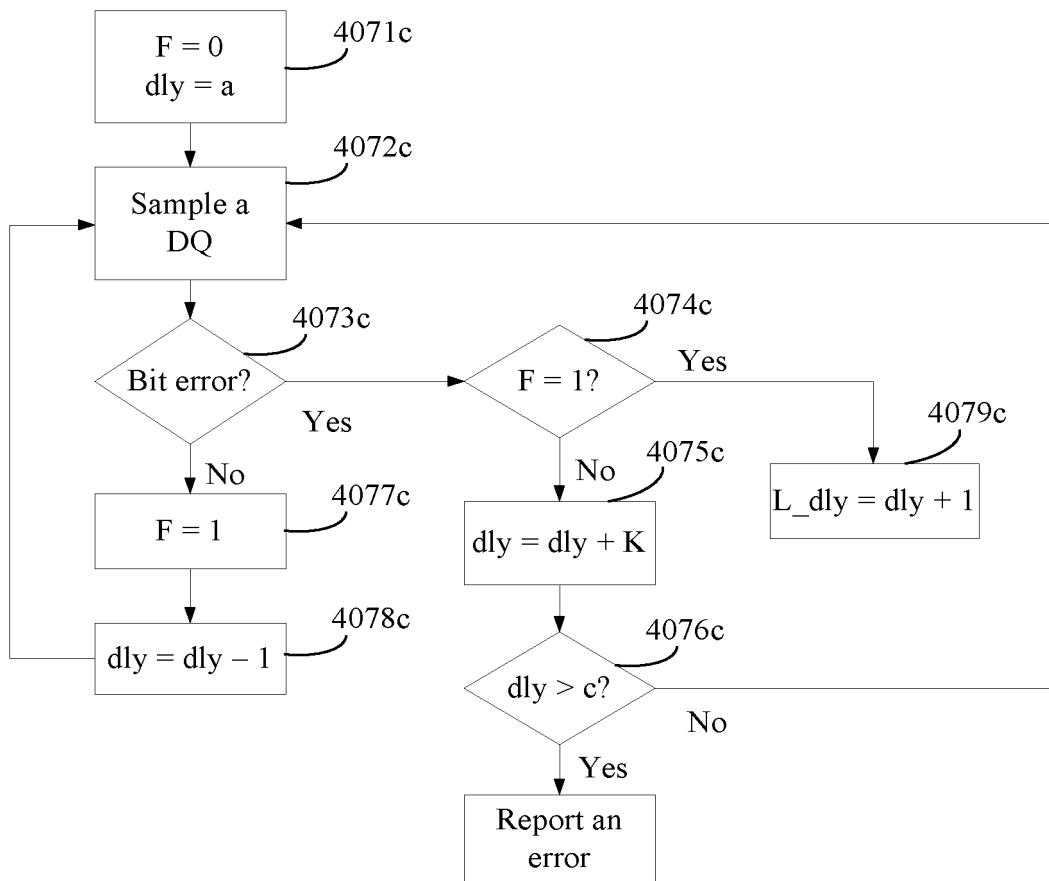 F = 0
dly = a
4071c
4072c
Sample a
DQ
4073c
Bit error?
Yes
No
4074c
F = 1?
Yes
No
4079c
L_dly = dly + 1
4075c
dly = dly + K
4077c
F = 1
4078c
dly = dly – 1
4076c
dly > c?
No
Yes
Report an
error